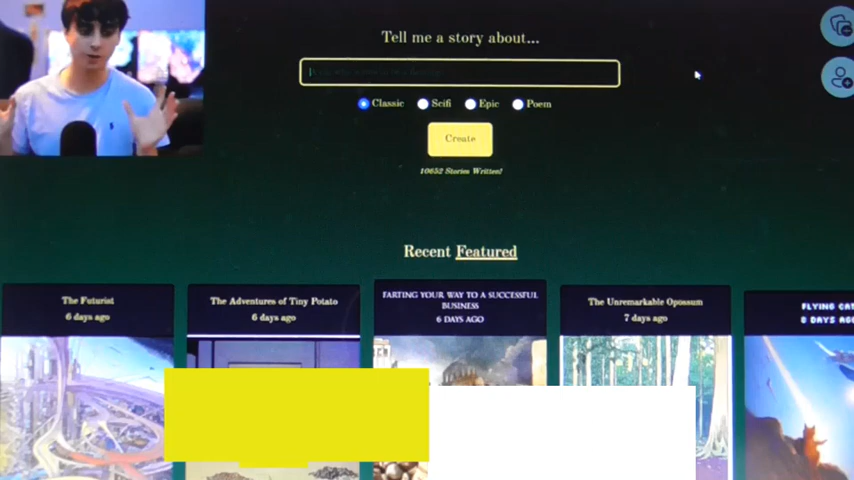 Tell me a story about...
Classic Scifi Epic Poem
Create
10652 Stories Written!
Recent Featured
The Futurist
6 days ago
The Adventures of Tiny Potato
6 days ago
FARTING YOUR WAY TO A SUCCESSFUL
BUSINESS
6 DAYS AGO
The Unremarkable Opossum
7 days ago
FLYING CAT
8 DAYS AGO